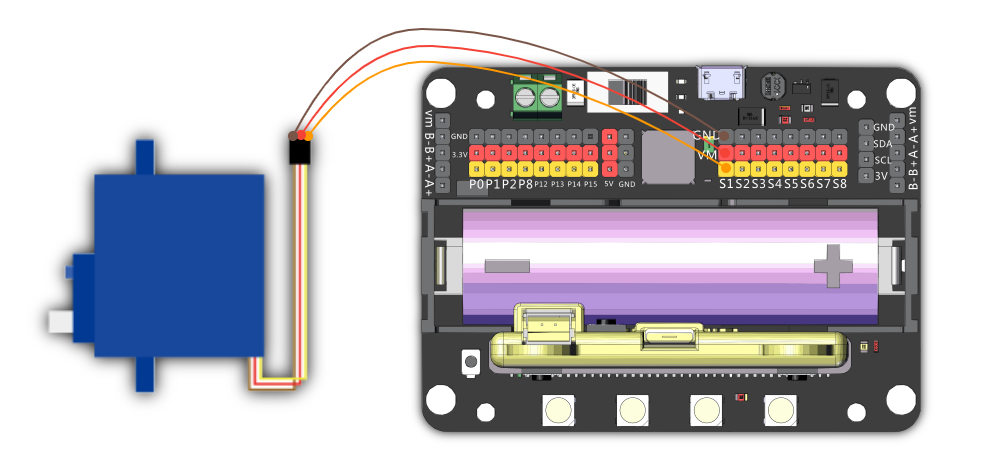 GND
VM
vm B-B+A-A+
GND
3.3V
P0 P1 P2 P8 P12 P13 P14 P15 5V GND
S1 S2 S3 S4 S5 S6 S7 S8
GND
SDA
SCL
3V
B-B+A-A+vm